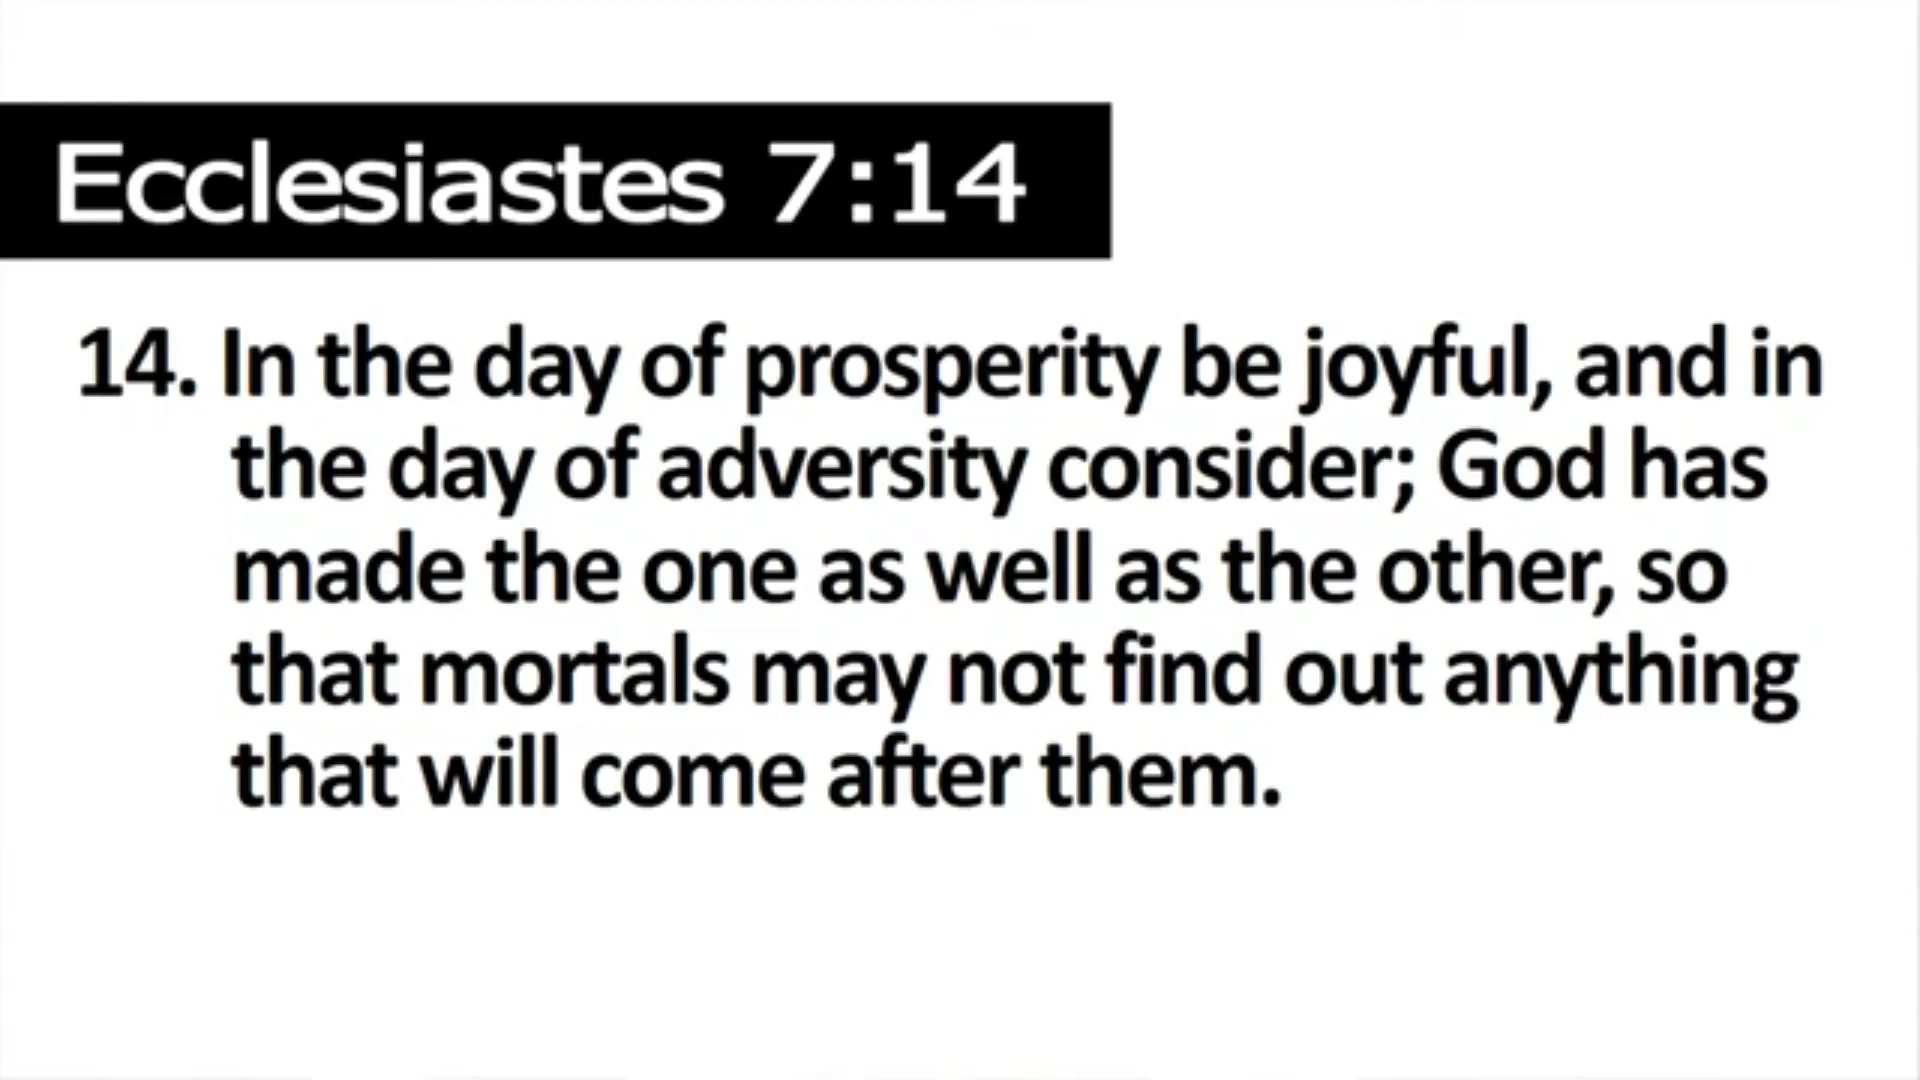 Ecclesiastes 7:14
14. In the day of prosperity be joyful, and in
the day of adversity consider; God has
made the one as well as the other, so
that mortals may not find out anything
that will come after them.